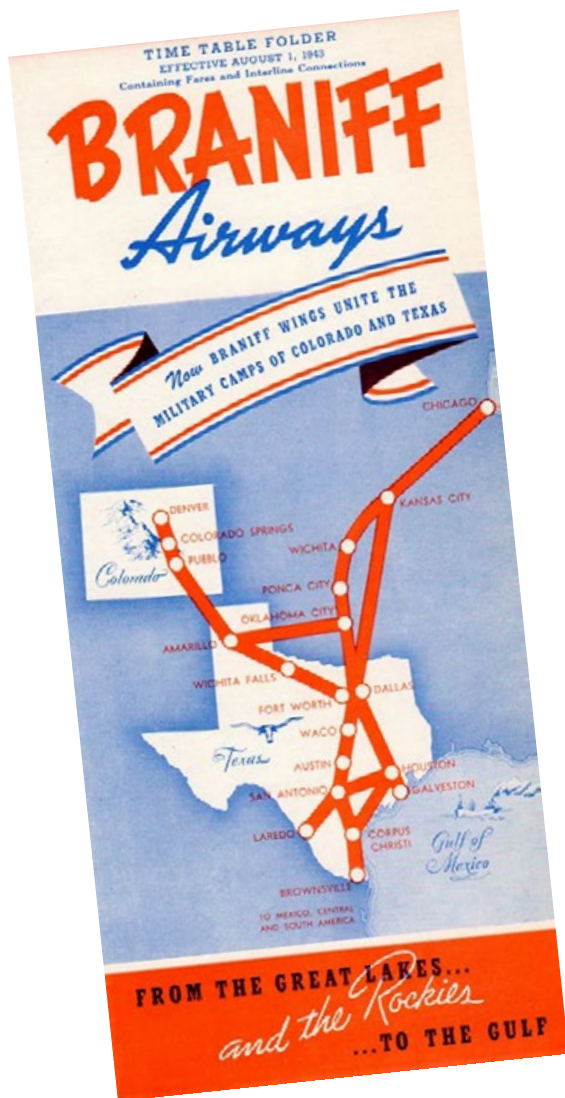 TIME TABLE FOLDER
EFFECTIVE AUGUST 1, 1943
Containing Fares and Interline Connections
BRANIFF
Airways
Now BRANIFF WINGS UNITE THE
MILITARY CAMPS OF COLORADO AND TEXAS
CHICAGO
KANSAS CITY
DENVER
COLORADO SPRINGS
PUEBLO
Colorado
WICHITA
PONCA CITY
OKLAHOMA CITY
AMARILLO
WICHITA FALLS
DALLAS
FORT WORTH
WACO
Texas
AUSTIN
HOUSTON
SAN ANTONIO
GALVESTON
LAREDO
CORPUS
CHRISTI
Gulf of
Mexico
BROWNSVILLE
TO MEXICO, CENTRAL
AND SOUTH AMERICA
FROM THE GREAT LAKES...
and the Rockies
...TO THE GULF